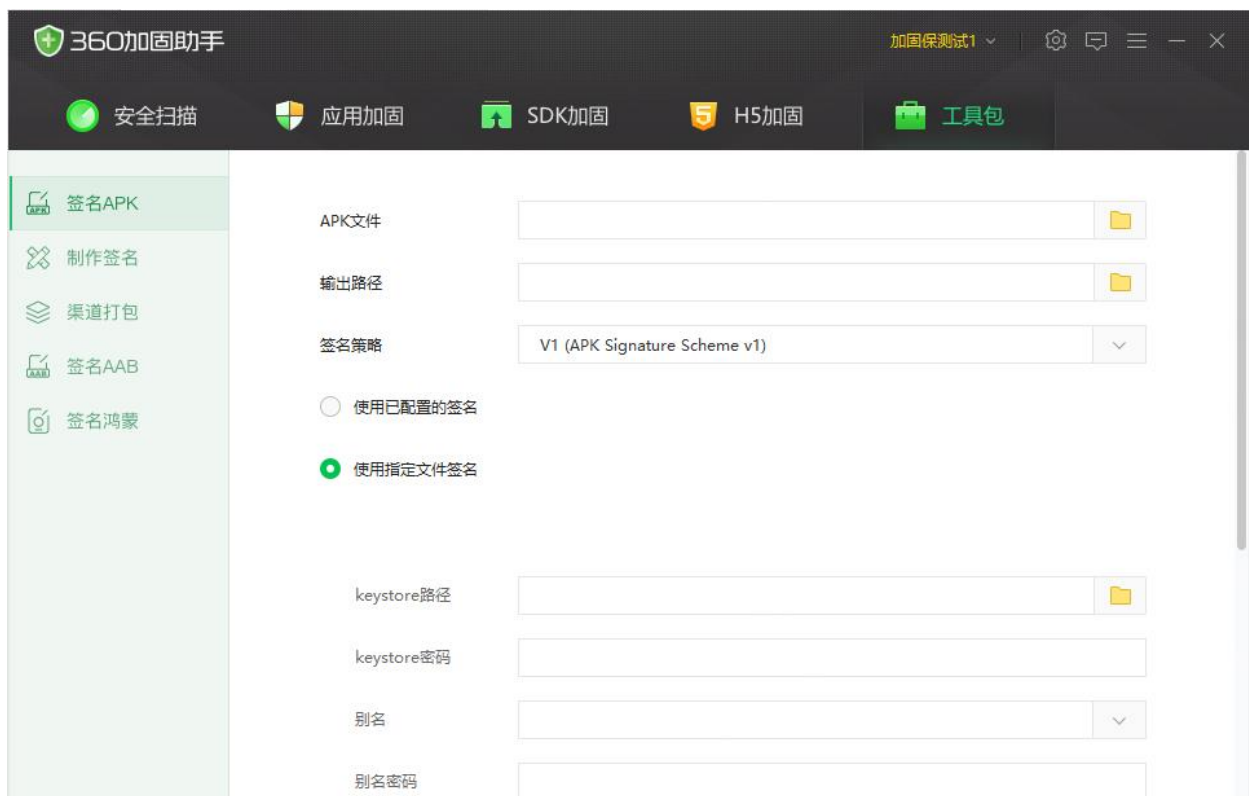 360加固助手
加固保测试1
安全扫描
应用加固
SDK加固
H5加固
工具包
签名APK
制作签名
渠道打包
签名AAB
签名鸿蒙
APK文件
输出路径
签名策略
V1 (APK Signature Scheme v1)
使用已配置的签名
使用指定文件签名
keystore路径
keystore密码
别名
别名密码